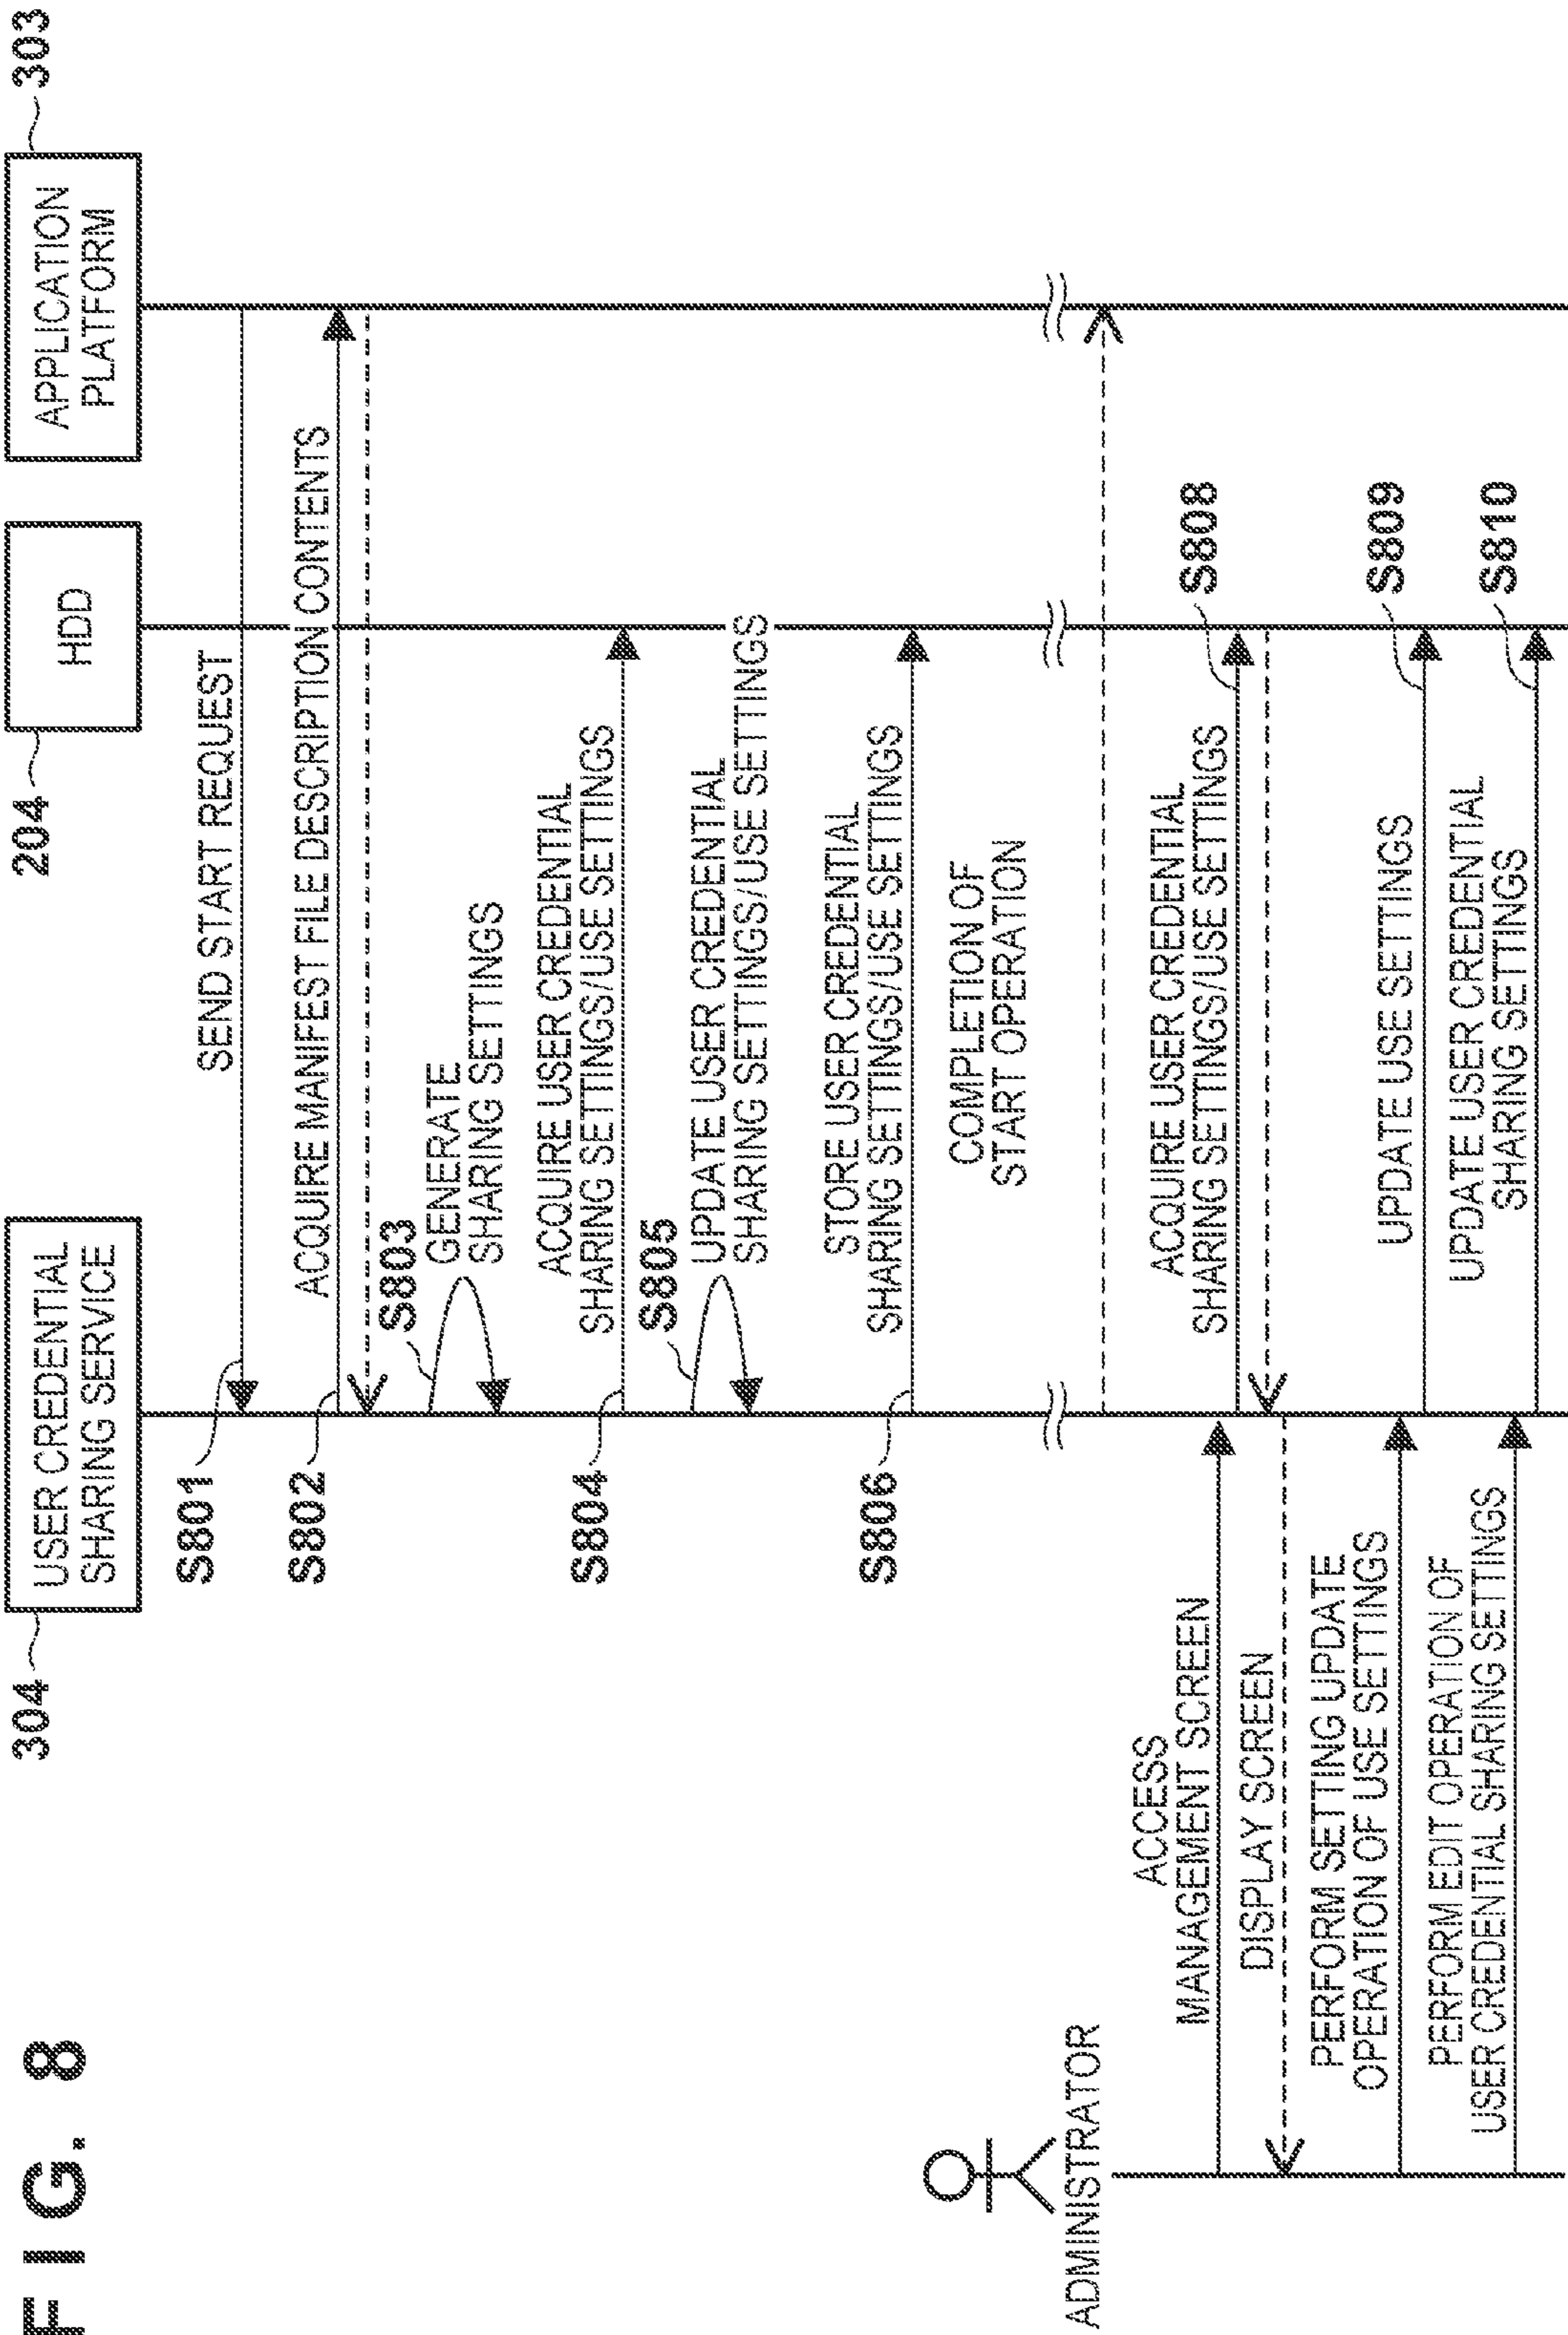 FIG. 8
304
USER CREDENTIAL
SHARING SERVICE
204
HDD
303
APPLICATION
PLATFORM
S801
SEND START REQUEST
S802
ACQUIRE MANIFEST FILE DESCRIPTION CONTENTS
S803
GENERATE
SHARING SETTINGS
S804
ACQUIRE USER CREDENTIAL
SHARING SETTINGS/USE SETTINGS
S805
UPDATE USER CREDENTIAL
SHARING SETTINGS/USE SETTINGS
S806
STORE USER CREDENTIAL
SHARING SETTINGS/USE SETTINGS
COMPLETION OF
START OPERATION
ADMINISTRATOR
ACCESS
MANAGEMENT SCREEN
ACQUIRE USER CREDENTIAL
SHARING SETTINGS/USE SETTINGS
S808
DISPLAY SCREEN
PERFORM SETTING UPDATE
OPERATION OF USE SETTINGS
UPDATE USE SETTINGS
S809
PERFORM EDIT OPERATION OF
USER CREDENTIAL SHARING SETTINGS
UPDATE USER CREDENTIAL
SHARING SETTINGS
S810